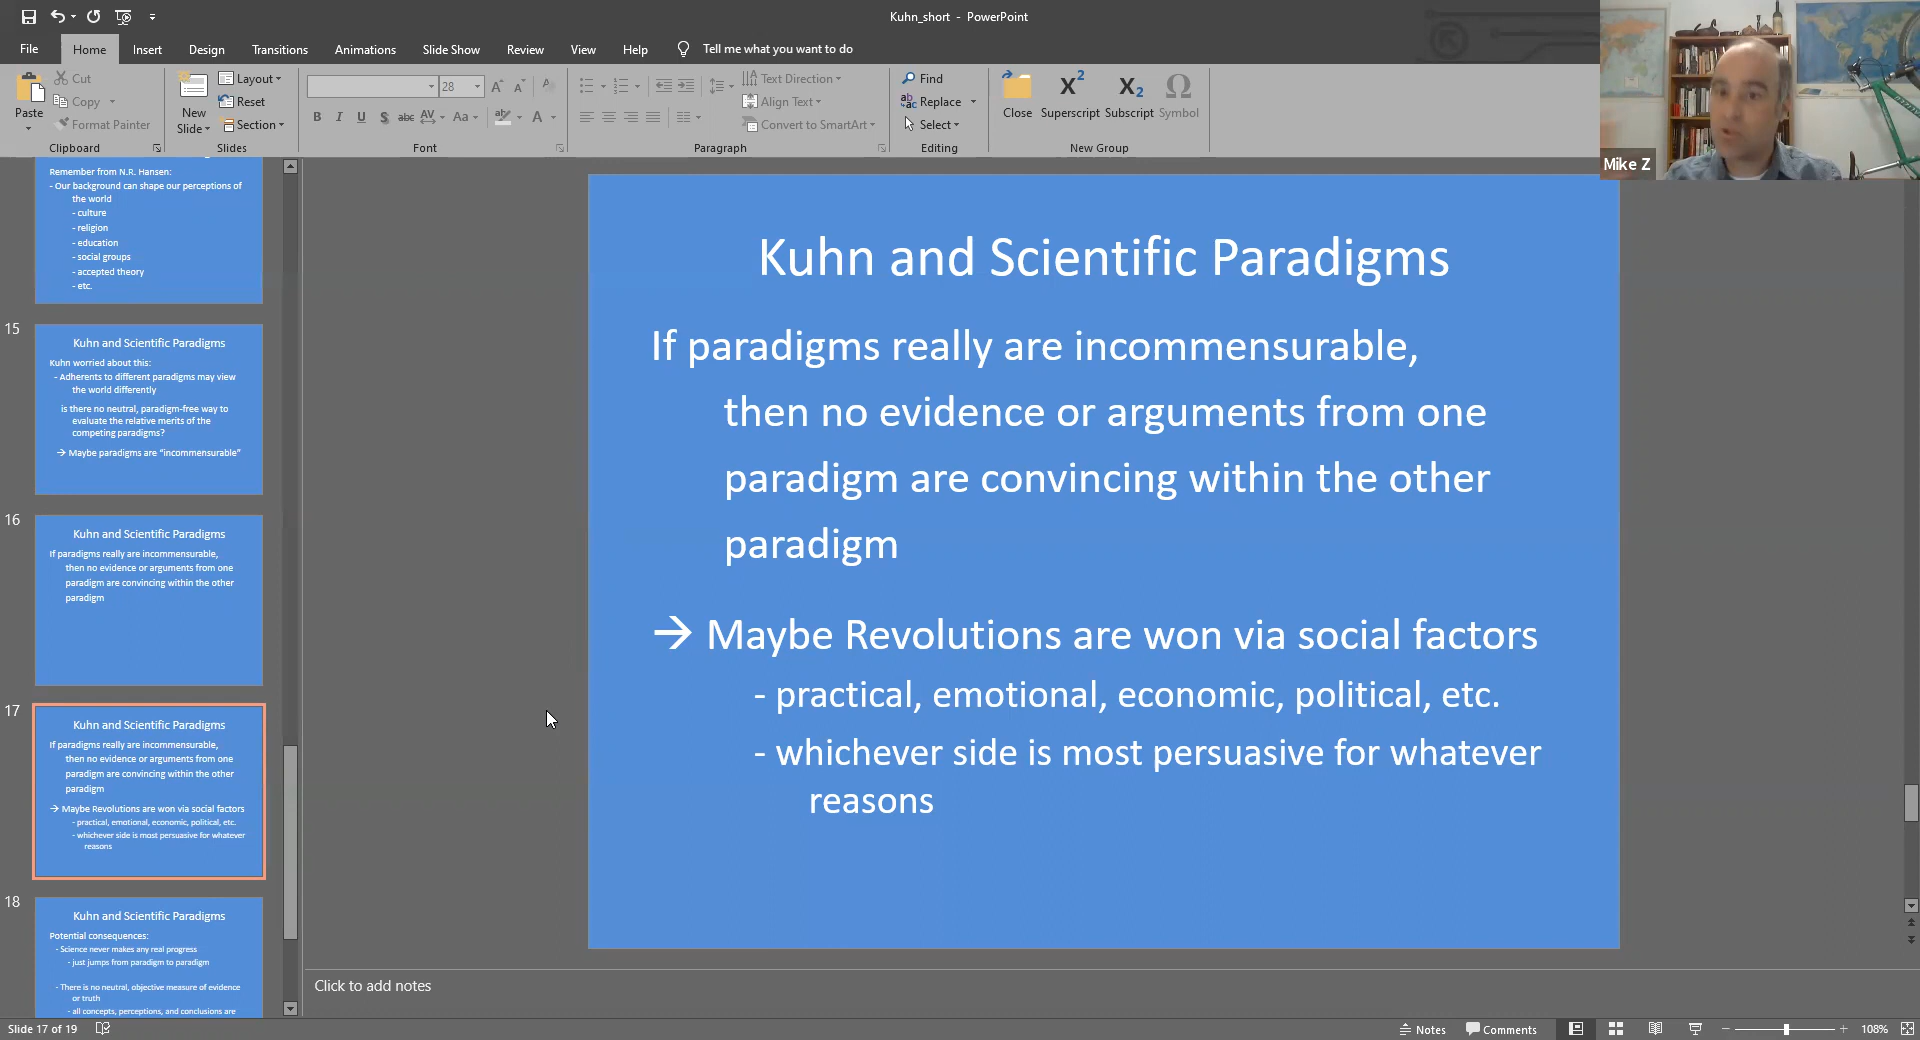 Kuhn_short - PowerPoint
File Home Insert Design Transitions Animations Slide Show Review View Help Tell me what you want to do
Paste
Cut
Copy
Format Painter
Clipboard
New
Slide
Layout
Reset
Section
Slides
28
B I U S abc AV Aa A
Font
Text Direction
Align Text
Convert to SmartArt
Paragraph
Find
Replace
Select
Editing
Close
X2 Superscript
X2 Subscript
Ω Symbol
New Group
Mike Z
Remember from N.R. Hansen:
- Our background can shape our perceptions of
the world
- culture
- religion
- education
- social groups
- accepted theory
- etc.
15
Kuhn and Scientific Paradigms
Kuhn worried about this:
- Adherents to different paradigms may view
the world differently
is there no neutral, paradigm-free way to
evaluate the relative merits of the
competing paradigms?
→ Maybe paradigms are “incommensurable”
16
Kuhn and Scientific Paradigms
If paradigms really are incommensurable,
then no evidence or arguments from one
paradigm are convincing within the other
paradigm
17
Kuhn and Scientific Paradigms
If paradigms really are incommensurable,
then no evidence or arguments from one
paradigm are convincing within the other
paradigm
→ Maybe Revolutions are won via social factors
- practical, emotional, economic, political, etc.
- whichever side is most persuasive for whatever
reasons
18
Kuhn and Scientific Paradigms
Potential consequences:
- Science never makes any real progress
- just jumps from paradigm to paradigm
- There is no neutral, objective measure of evidence
or truth
- all concepts, perceptions, and conclusions are
Kuhn and Scientific Paradigms
If paradigms really are incommensurable,
then no evidence or arguments from one
paradigm are convincing within the other
paradigm
→ Maybe Revolutions are won via social factors
- practical, emotional, economic, political, etc.
- whichever side is most persuasive for whatever
reasons
Click to add notes
Slide 17 of 19
Notes
Comments
108%